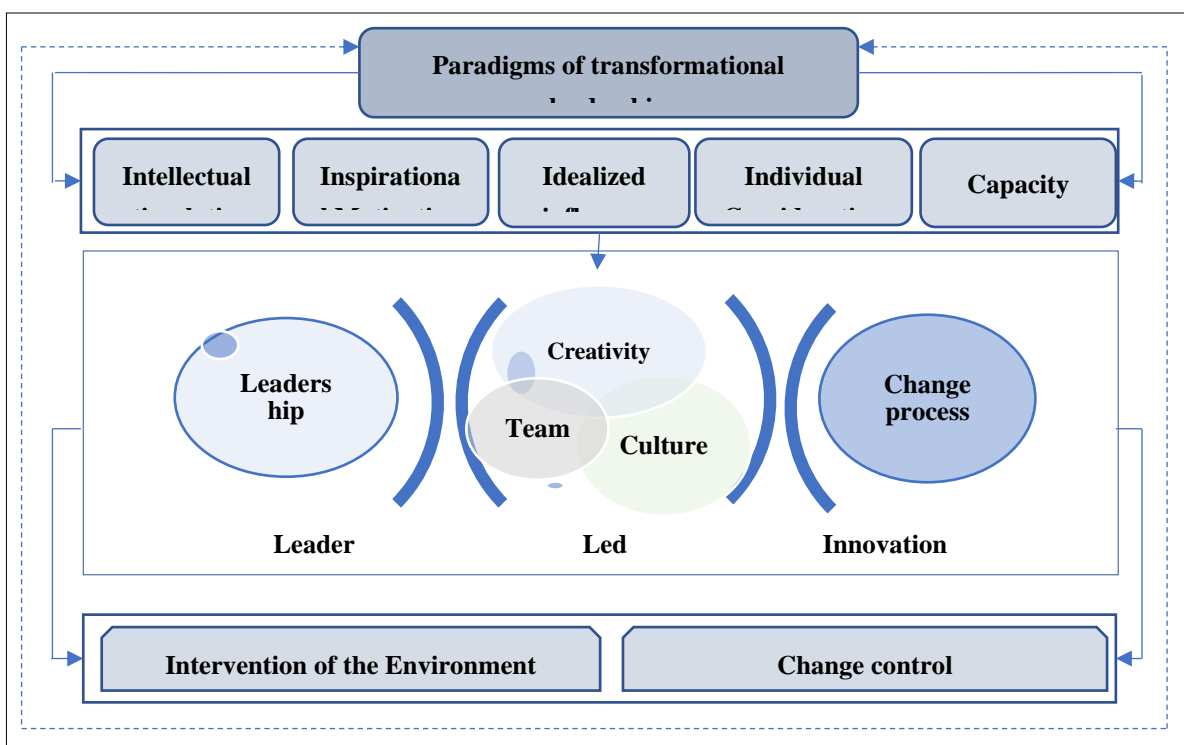 Paradigms of transformational
Intellectual
Inspirationa
Idealized
Individual
Capacity
Creativity
Leaders
hip
Team
Culture
Change
process
Leader
Led
Innovation
Intervention of the Environment
Change control